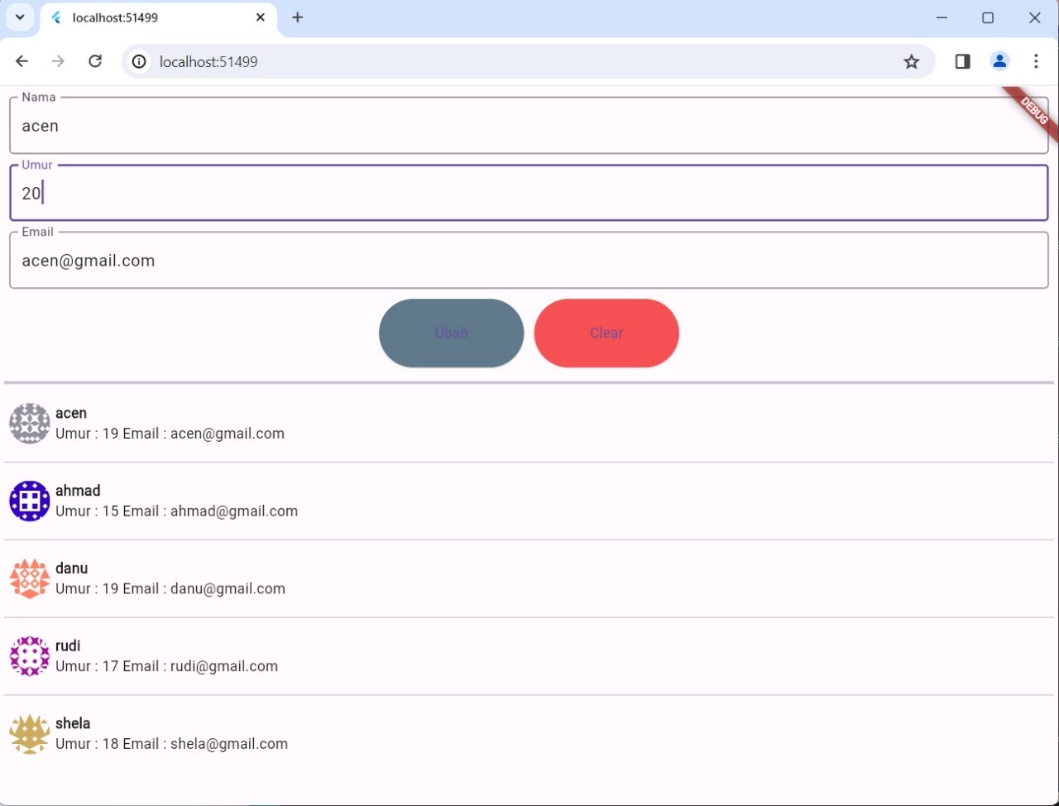 localhost:51499
localhost:51499
DEBUG
Nama
acen
Umur
20
Email
acen@gmail.com
Ubah Clear
acen
Umur : 19 Email : acen@gmail.com
ahmad
Umur : 15 Email : ahmad@gmail.com
danu
Umur : 19 Email : danu@gmail.com
rudi
Umur : 17 Email : rudi@gmail.com
shela
Umur : 18 Email : shela@gmail.com